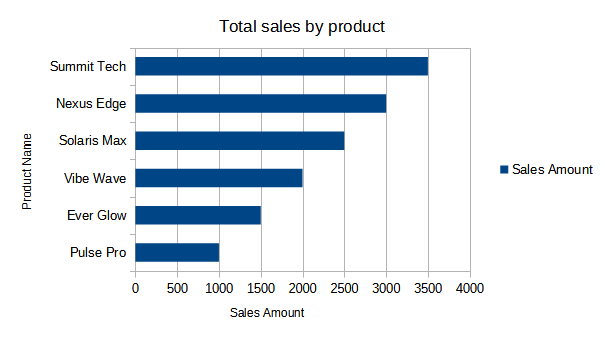 Total sales by product
Product Name
Summit Tech
Nexus Edge
Solaris Max
Vibe Wave
Ever Glow
Pulse Pro
0 500 1000 1500 2000 2500 3000 3500 4000
Sales Amount
Sales Amount